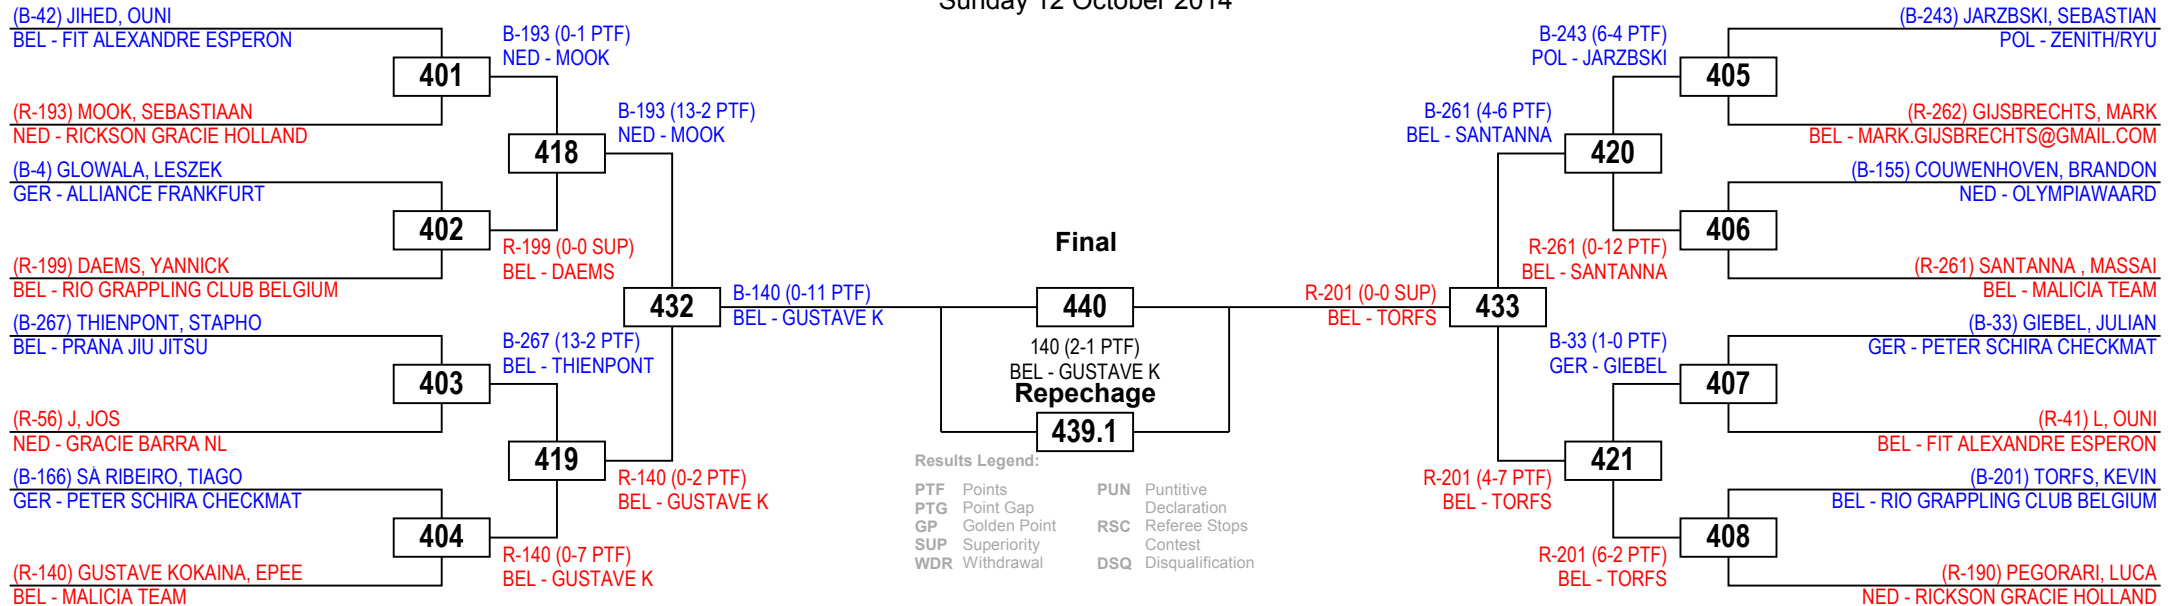 Sunday 12 October 2014
(B-42) JIHED, OUNI
BEL - FIT ALEXANDRE ESPERON
401
(R-193) MOOK, SEBASTIAAN
NED - RICKSON GRACIE HOLLAND
(B-4) GLOWALA, LESZEK
GER - ALLIANCE FRANKFURT
402
(R-199) DAEMS, YANNICK
BEL - RIO GRAPPLING CLUB BELGIUM
(B-267) THIENPONT, STAPHO
BEL - PRANA JIU JITSU
403
(R-56) J, JOS
NED - GRACIE BARRA NL
(B-166) SÀ RIBEIRO, TIAGO
GER - PETER SCHIRA CHECKMAT
404
(R-140) GUSTAVE KOKAINA, EPEE
BEL - MALICIA TEAM
B-193 (0-1 PTF)
NED - MOOK
418
R-199 (0-0 SUP)
BEL - DAEMS
B-267 (13-2 PTF)
BEL - THIENPONT
419
R-140 (0-7 PTF)
BEL - GUSTAVE K
B-193 (13-2 PTF)
NED - MOOK
432
R-140 (0-2 PTF)
BEL - GUSTAVE K
B-140 (0-11 PTF)
BEL - GUSTAVE K
Final
440
140 (2-1 PTF)
BEL - GUSTAVE K
Repechage
439.1
Results Legend:
PTF Points
PTG Point Gap
GP Golden Point
SUP Superiority
WDR Withdrawal
PUN Puntitive
Declaration
RSC Referee Stops
Contest
DSQ Disqualification
R-201 (0-0 SUP)
BEL - TORFS
433
B-261 (4-6 PTF)
BEL - SANTANNA
R-201 (4-7 PTF)
BEL - TORFS
B-243 (6-4 PTF)
POL - JARZBSKI
420
R-261 (0-12 PTF)
BEL - SANTANNA
B-33 (1-0 PTF)
GER - GIEBEL
421
R-201 (6-2 PTF)
BEL - TORFS
(B-243) JARZBSKI, SEBASTIAN
POL - ZENITH/RYU
405
(R-262) GIJSBRECHTS, MARK
BEL - MARK.GIJSBRECHTS@GMAIL.COM
(B-155) COUWENHOVEN, BRANDON
NED - OLYMPIAWAARD
406
(R-261) SANTANNA , MASSAI
BEL - MALICIA TEAM
(B-33) GIEBEL, JULIAN
GER - PETER SCHIRA CHECKMAT
407
(R-41) L, OUNI
BEL - FIT ALEXANDRE ESPERON
(B-201) TORFS, KEVIN
BEL - RIO GRAPPLING CLUB BELGIUM
408
(R-190) PEGORARI, LUCA
NED - RICKSON GRACIE HOLLAND